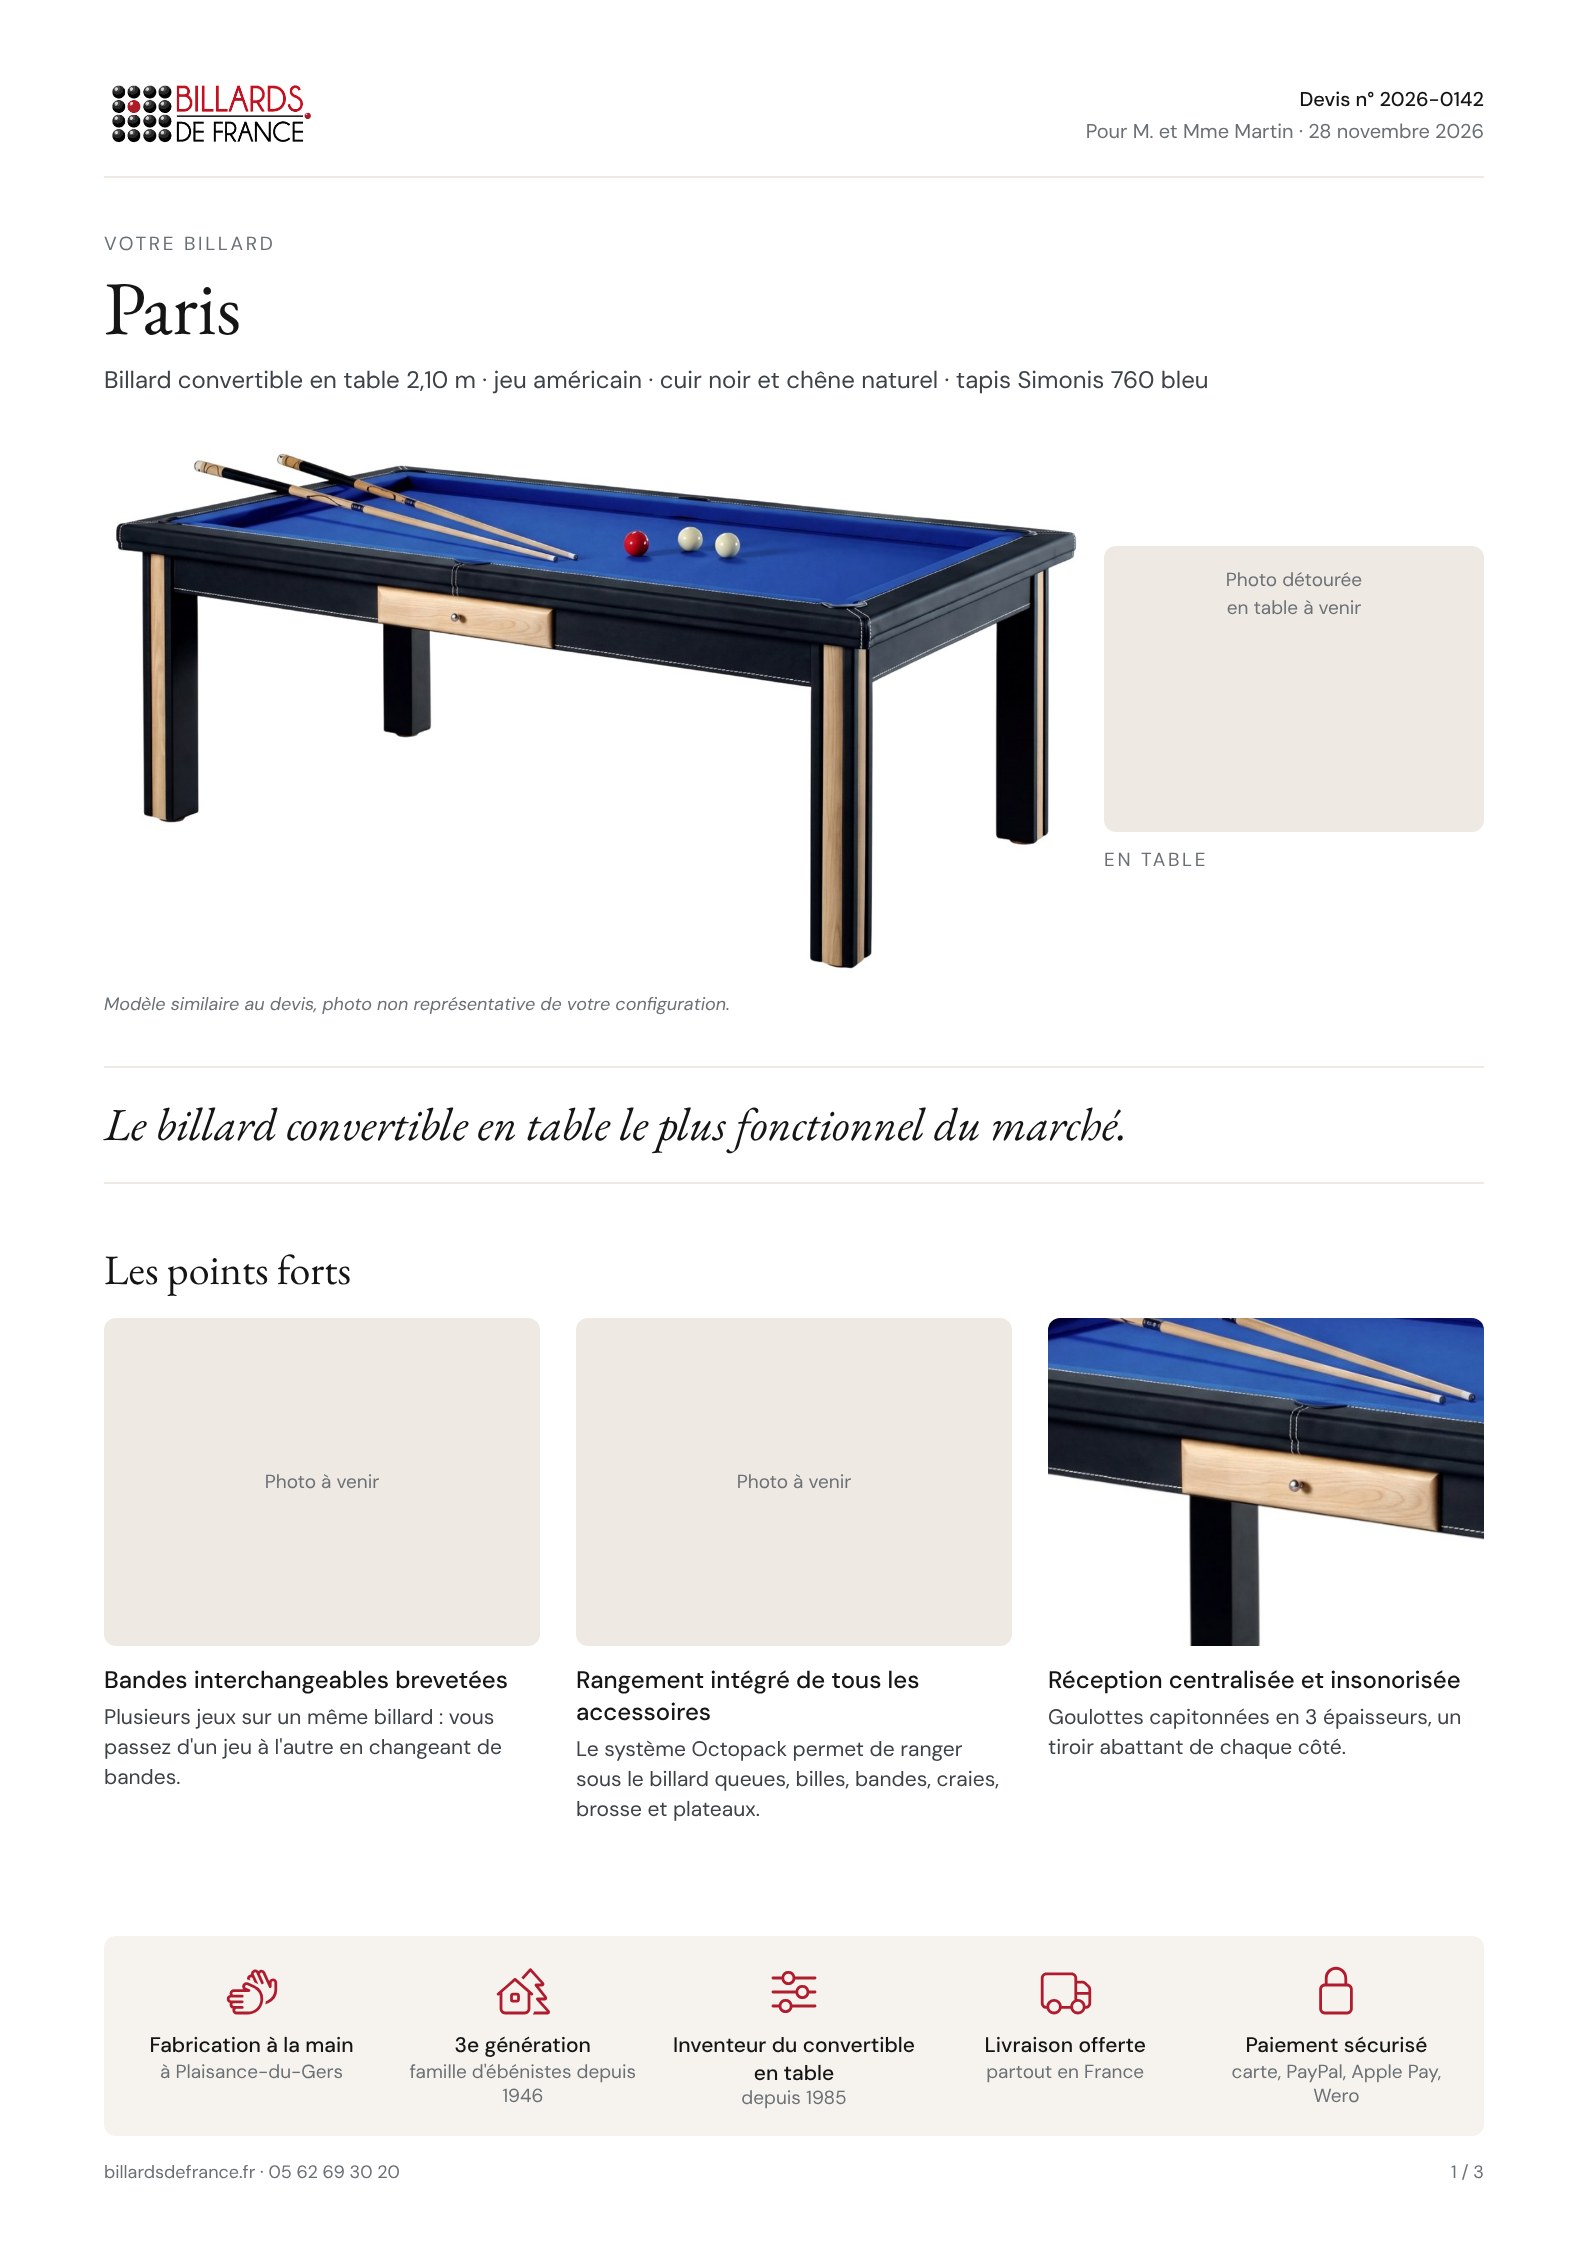 BILLARDS
DE FRANCE
Devis n° 2026-0142
Pour M. et Mme Martin · 28 novembre 2026
VOTRE BILLARD
Paris
Billard convertible en table 2,10 m · jeu américain · cuir noir et chêne naturel · tapis Simonis 760 bleu
Photo détourée
en table à venir
EN TABLE
Modèle similaire au devis, photo non représentative de votre configuration.
Le billard convertible en table le plus fonctionnel du marché.
Les points forts
Photo à venir
Photo à venir
Bandes interchangeables brevetées
Plusieurs jeux sur un même billard : vous
passez d'un jeu à l'autre en changeant de
bandes.
Rangement intégré de tous les
accessoires
Le système Octopack permet de ranger
sous le billard queues, billes, bandes, craies,
brosse et plateaux.
Réception centralisée et insonorisée
Goulottes capitonnées en 3 épaisseurs, un
tiroir abattant de chaque côté.
Fabrication à la main
à Plaisance-du-Gers
3e génération
famille d'ébénistes depuis
1946
Inventeur du convertible
en table
depuis 1985
Livraison offerte
partout en France
Paiement sécurisé
carte, PayPal, Apple Pay,
Wero
billardsdefrance.fr · 05 62 69 30 20
1 / 3